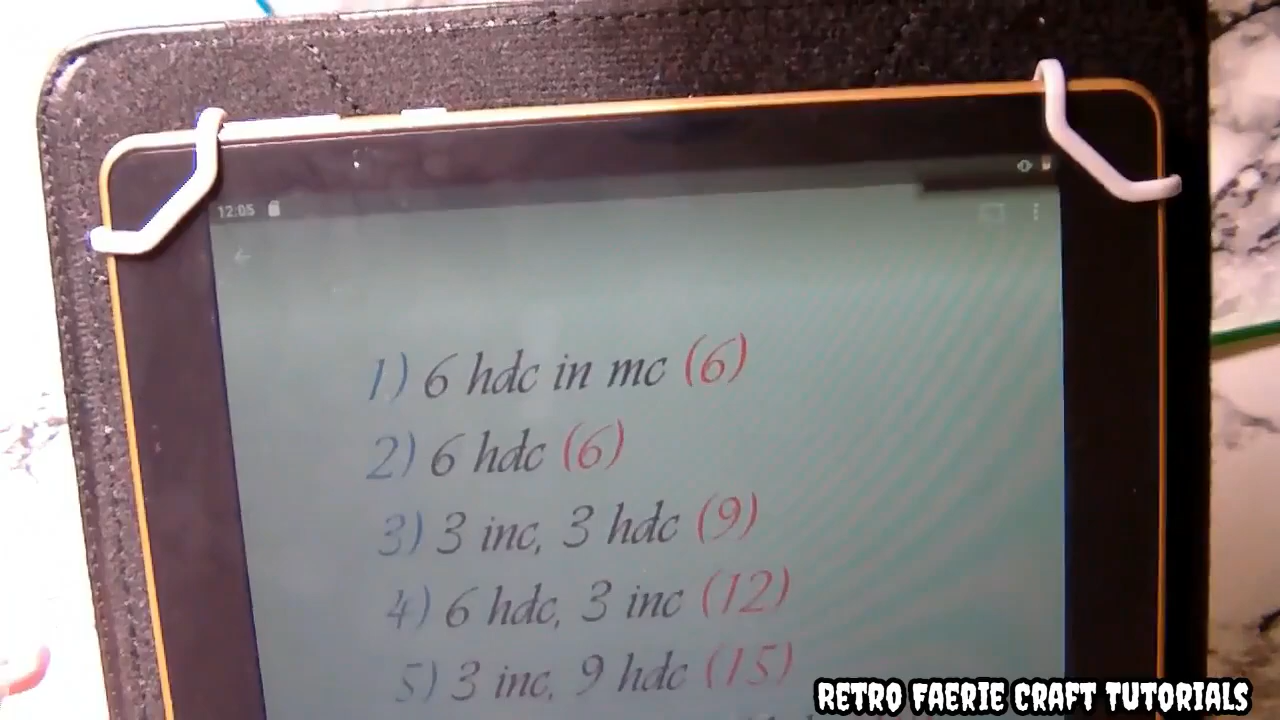 12:05
1) 6 hdc in mc (6)
2) 6 hdc (6)
3) 3 inc, 3 hdc (9)
4) 6 hdc, 3 inc (12)
5) 3 inc, 9 hdc (15)
RETRO FAERIE CRAFT TUTORIALS